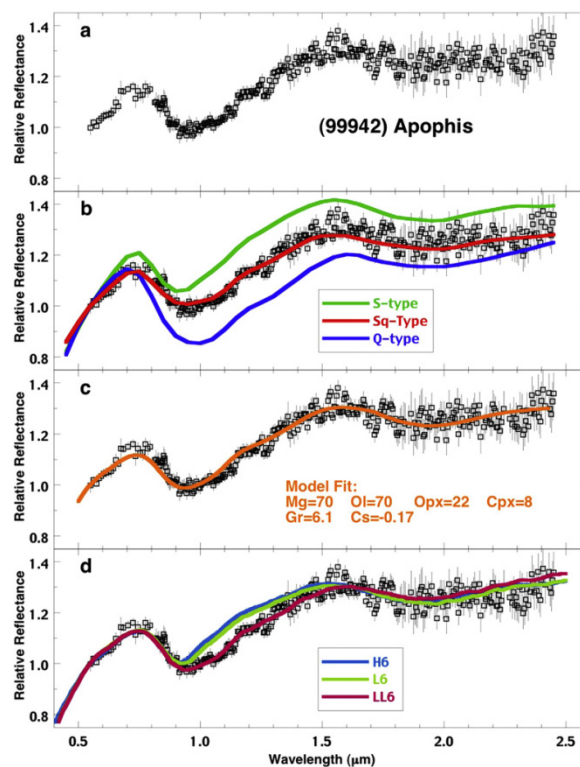 a
(99942) Apophis
Relative Reflectance
1.4
1.2
1.0
0.8
b
S-type
Sq-Type
Q-type
Relative Reflectance
1.4
1.2
1.0
0.8
c
Model Fit:
Mg=70 Ol=70 Opx=22 Cpx=8
Gr=6.1 Cs=-0.17
Relative Reflectance
1.4
1.2
1.0
0.8
d
H6
L6
LL6
Relative Reflectance
1.4
1.2
1.0
0.8
0.5 1.0 1.5 2.0 2.5
Wavelength (μm)